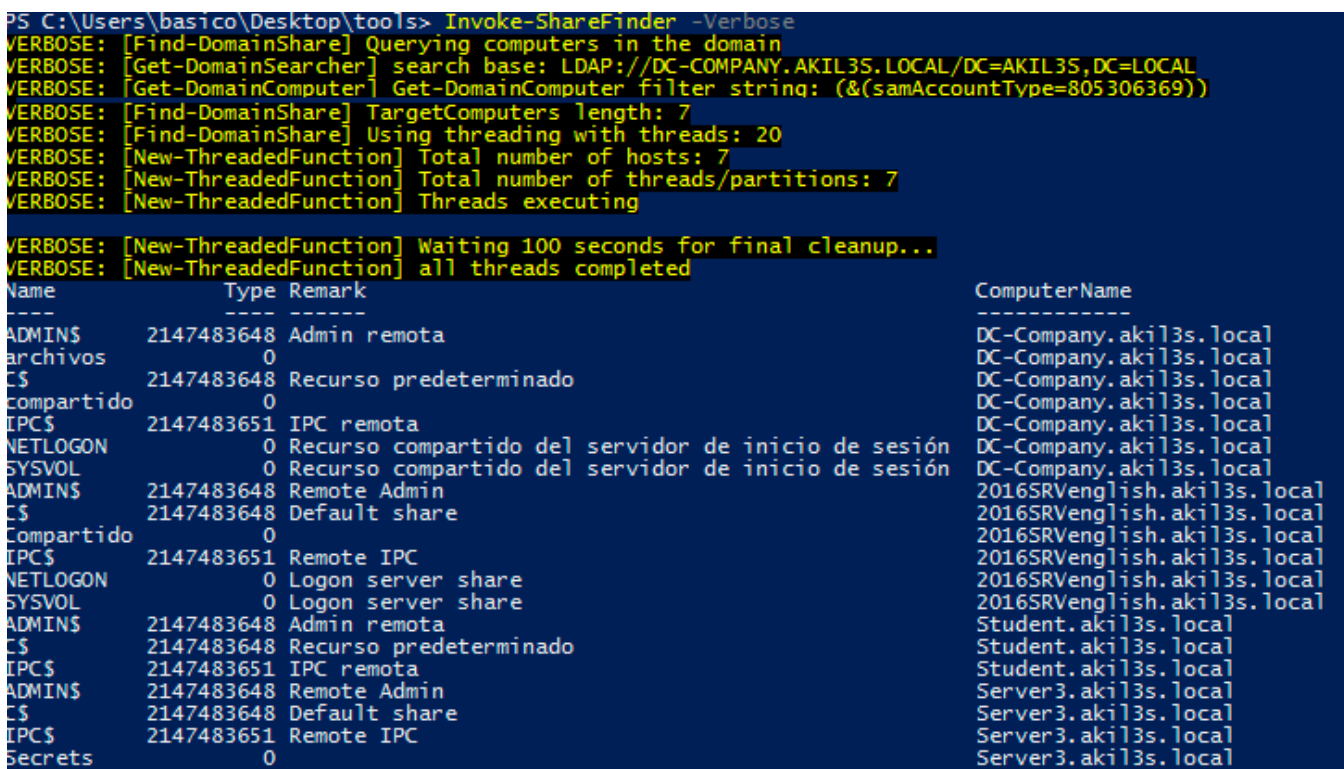 PS C:\Users\basico\Desktop\tools> Invoke-ShareFinder -Verbose
VERBOSE: [Find-DomainShare] Querying computers in the domain
VERBOSE: [Get-DomainSearcher] search base: LDAP://DC-COMPANY.AKIL3S.LOCAL/DC=AKIL3S,DC=LOCAL
VERBOSE: [Get-DomainComputer] Get-DomainComputer filter string: (&(samAccountType=805306369))
VERBOSE: [Find-DomainShare] TargetComputers length: 7
VERBOSE: [Find-DomainShare] Using threading with threads: 20
VERBOSE: [New-ThreadedFunction] Total number of hosts: 7
VERBOSE: [New-ThreadedFunction] Total number of threads/partitions: 7
VERBOSE: [New-ThreadedFunction] Threads executing
VERBOSE: [New-ThreadedFunction] Waiting 100 seconds for final cleanup...
VERBOSE: [New-ThreadedFunction] all threads completed
Name Type Remark ComputerName
---- ---- ------ ------------
ADMIN$ 2147483648 Admin remota DC-Company.akil3s.local
archivos 0 DC-Company.akil3s.local
C$ 2147483648 Recurso predeterminado DC-Company.akil3s.local
compartido 0 DC-Company.akil3s.local
IPC$ 2147483651 IPC remota DC-Company.akil3s.local
NETLOGON 0 Recurso compartido del servidor de inicio de sesión DC-Company.akil3s.local
SYSVOL 0 Recurso compartido del servidor de inicio de sesión DC-Company.akil3s.local
ADMIN$ 2147483648 Remote Admin 2016SRVenglish.akil3s.local
C$ 2147483648 Default share 2016SRVenglish.akil3s.local
Compartido 0 2016SRVenglish.akil3s.local
IPC$ 2147483651 Remote IPC 2016SRVenglish.akil3s.local
NETLOGON 0 Logon server share 2016SRVenglish.akil3s.local
SYSVOL 0 Logon server share 2016SRVenglish.akil3s.local
ADMIN$ 2147483648 Admin remota Student.akil3s.local
C$ 2147483648 Recurso predeterminado Student.akil3s.local
IPC$ 2147483651 IPC remota Student.akil3s.local
ADMIN$ 2147483648 Remote Admin Server3.akil3s.local
C$ 2147483648 Default share Server3.akil3s.local
IPC$ 2147483651 Remote IPC Server3.akil3s.local
Secrets 0 Server3.akil3s.local